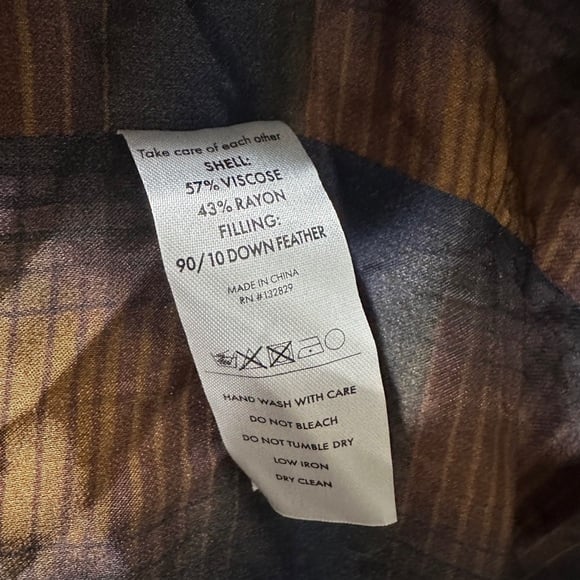 Take care of each other
SHELL:
57% VISCOSE
43% RAYON
FILLING:
90/10 DOWN FEATHER
MADE IN CHINA
RN #132829
HAND WASH WITH CARE
DO NOT BLEACH
DO NOT TUMBLE DRY
LOW IRON
DRY CLEAN